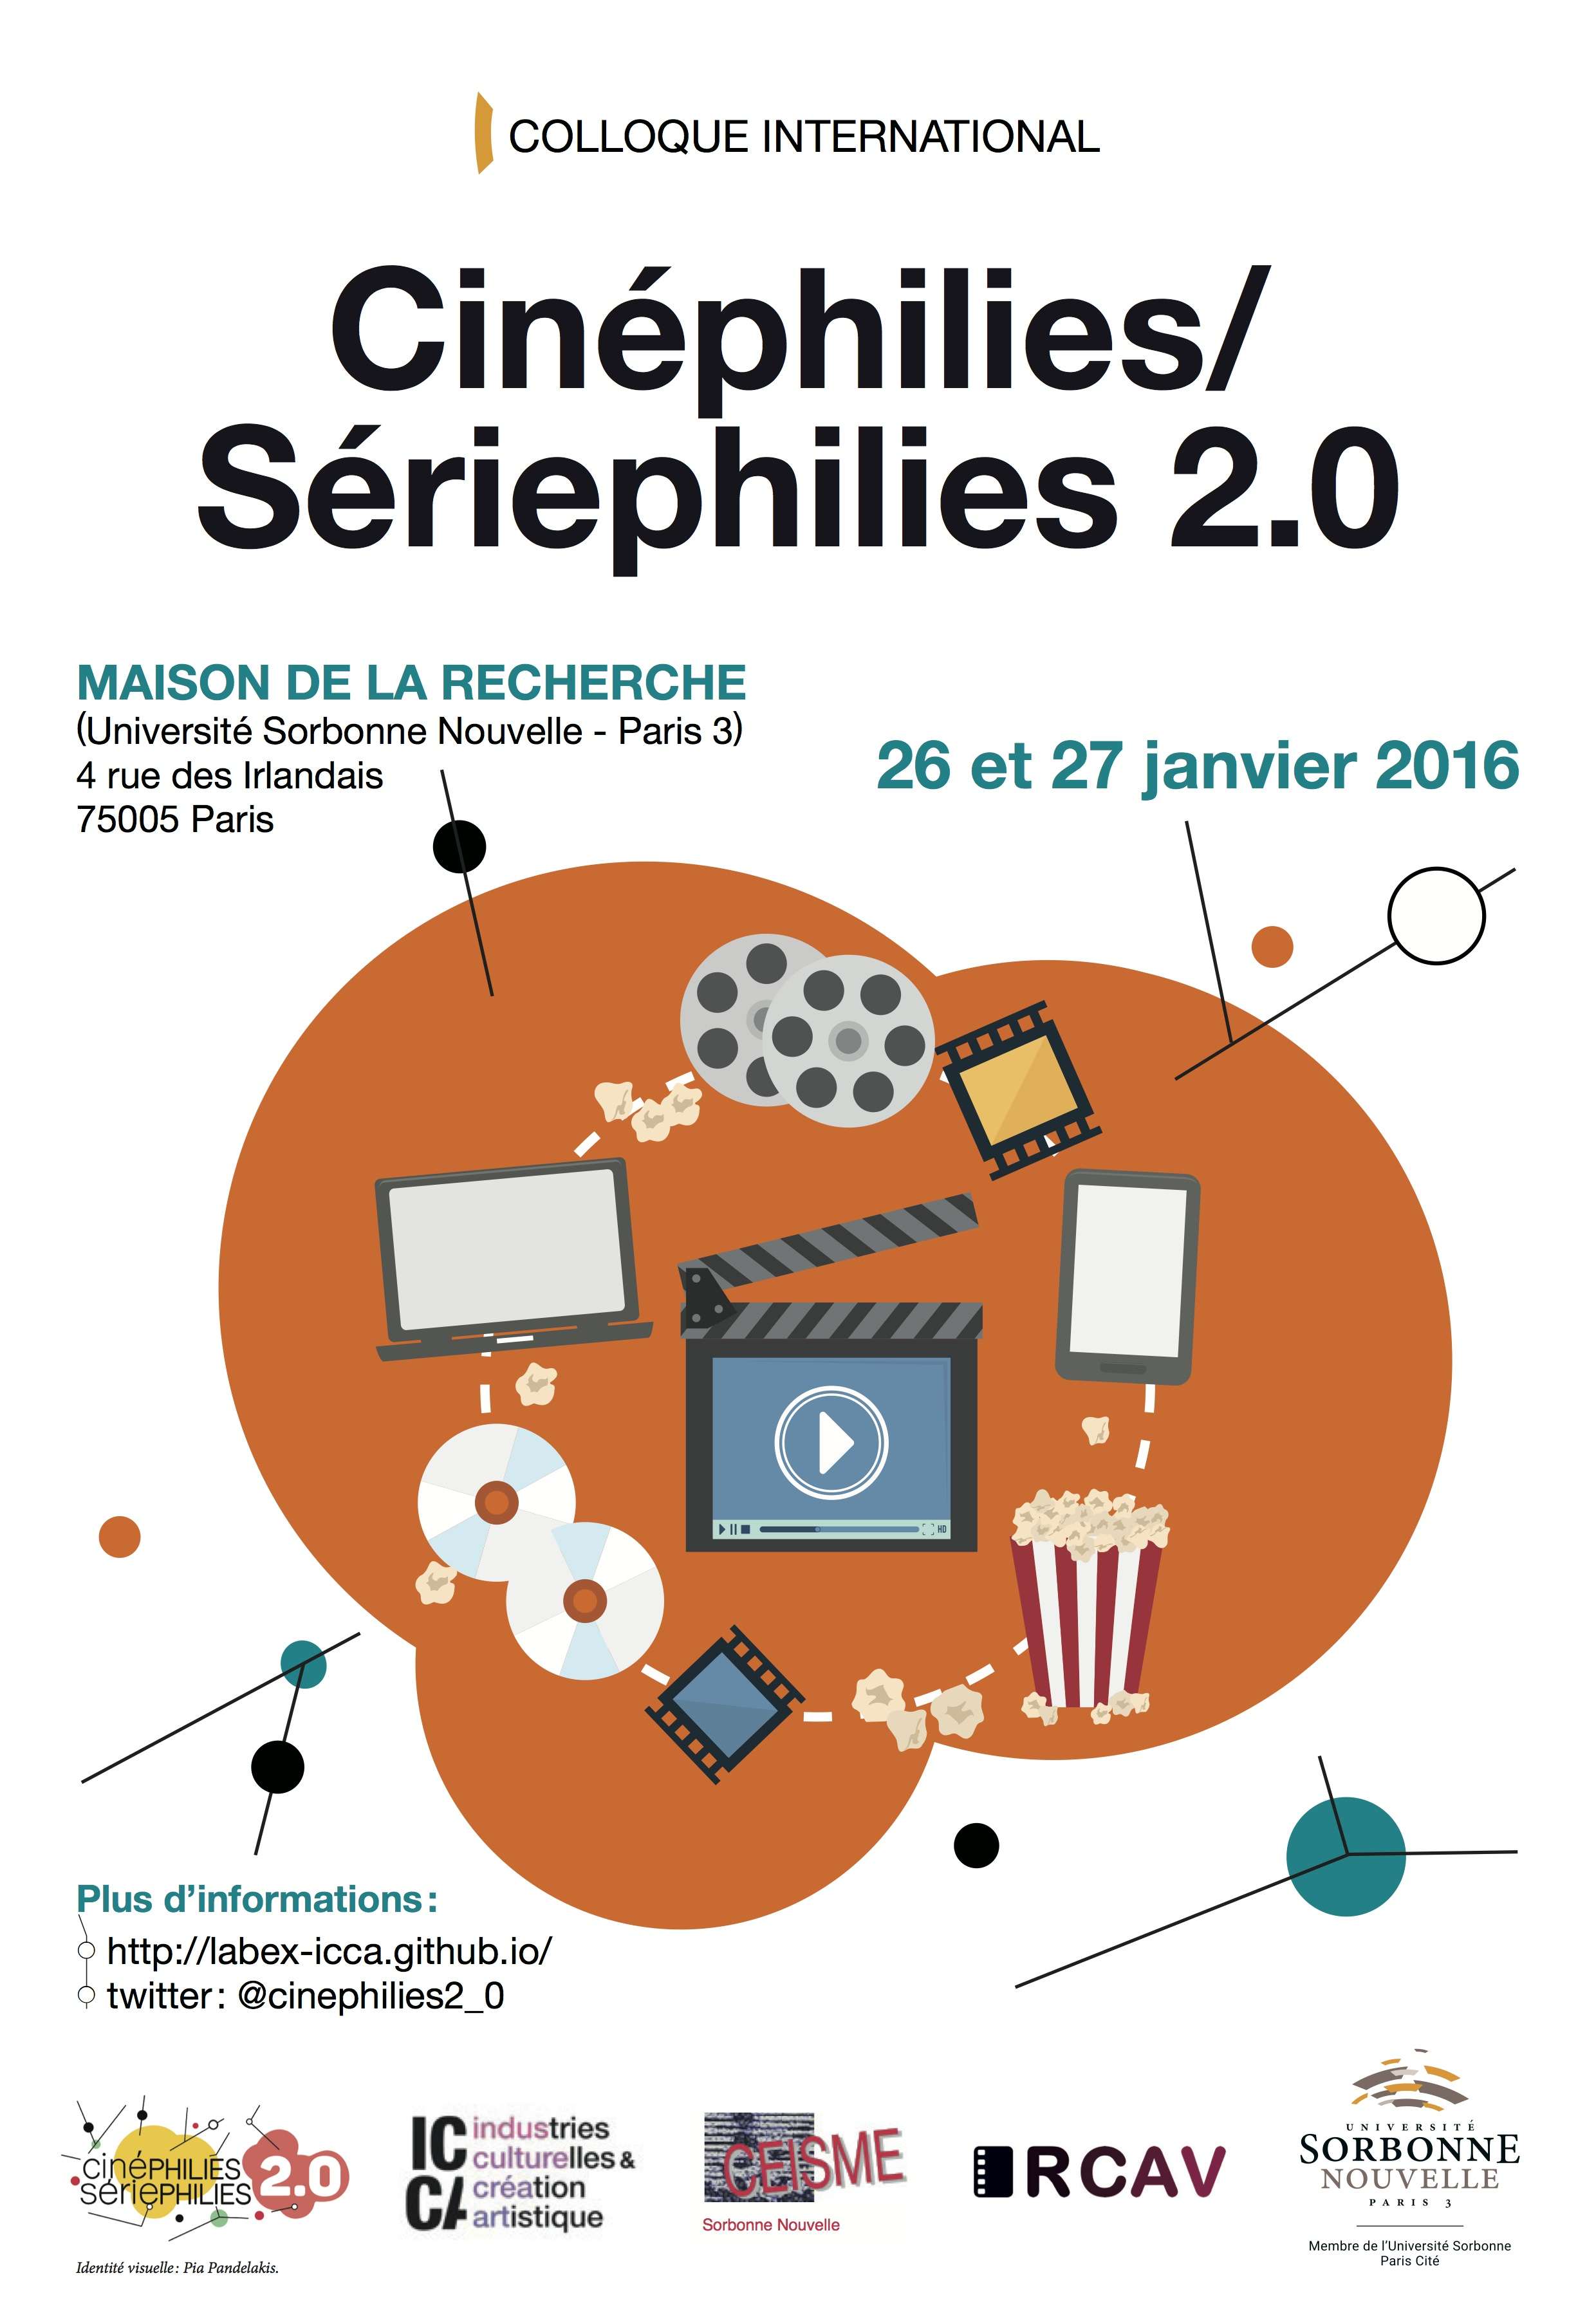 COLLOQUE INTERNATIONAL
Cinéphilies/
Sériephilies 2.0
MAISON DE LA RECHERCHE
(Université Sorbonne Nouvelle - Paris 3)
4 rue des Irlandais
75005 Paris
26 et 27 janvier 2016
HD
Plus d'informations :
http://labex-icca.github.io/
twitter : @cinephilies2_0
cinéPHILIES
sériePHILIES
2.0
Identité visuelle : Pia Pandelakis.
IC
CA
industries
culturelles &
création
artistique
CEISME
Sorbonne Nouvelle
IRCAV
UNIVERSITÉ
SORBONNE
NOUVELLE
PARIS 3
Membre de l'Université Sorbonne
Paris Cité